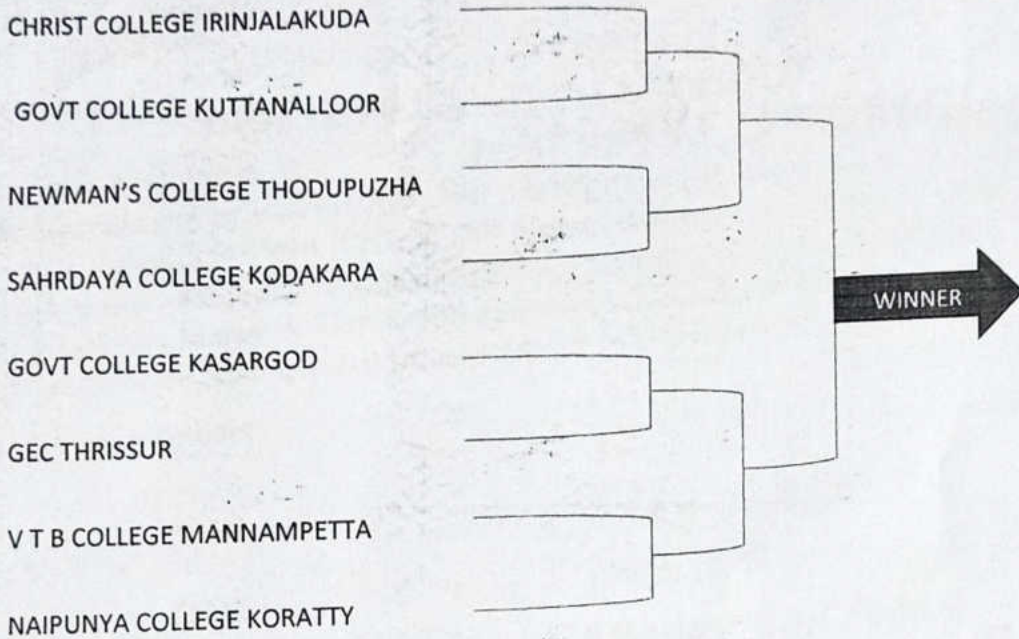 CHRIST COLLEGE IRINJALAKUDA
GOVT COLLEGE KUTTANALLOOR
NEWMAN'S COLLEGE THODUPUZHA
SAHRDAYA COLLEGE KODAKARA
WINNER
GOVT COLLEGE KASARGOD
GEC THRISSUR
V T B COLLEGE MANNAMPETTA
NAIPUNYA COLLEGE KORATTY